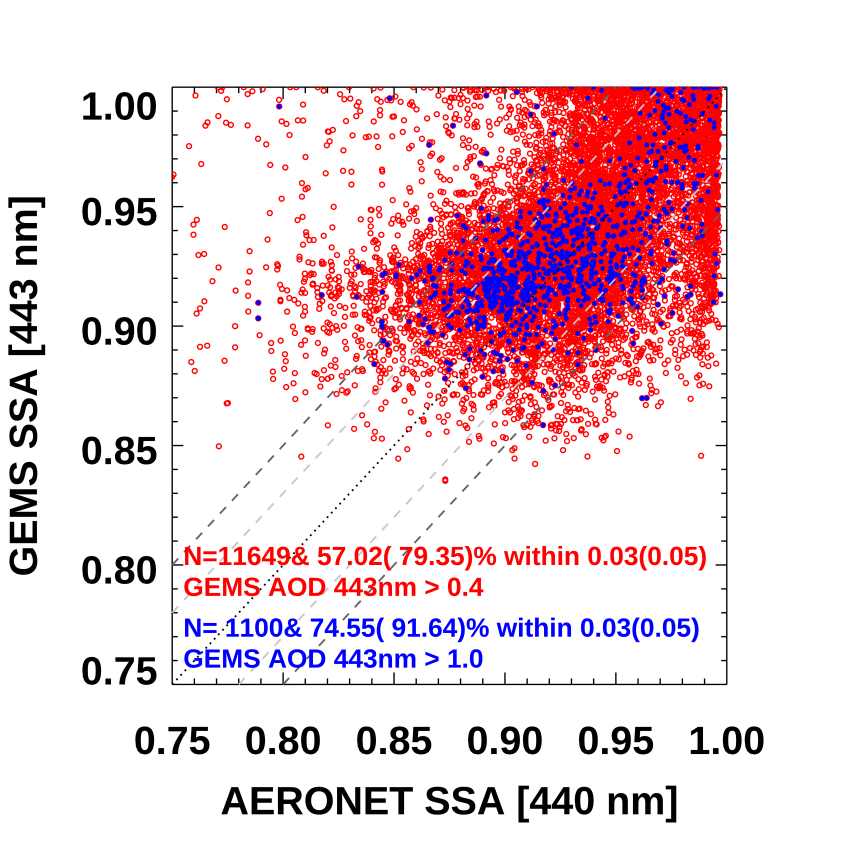 1.00
0.95
0.90
0.85
0.80
0.75
GEMS SSA [443 nm]
N=11649& 57.02( 79.35)% within 0.03(0.05)
GEMS AOD 443nm > 0.4
N= 1100& 74.55( 91.64)% within 0.03(0.05)
GEMS AOD 443nm > 1.0
0.75 0.80 0.85 0.90 0.95 1.00
AERONET SSA [440 nm]